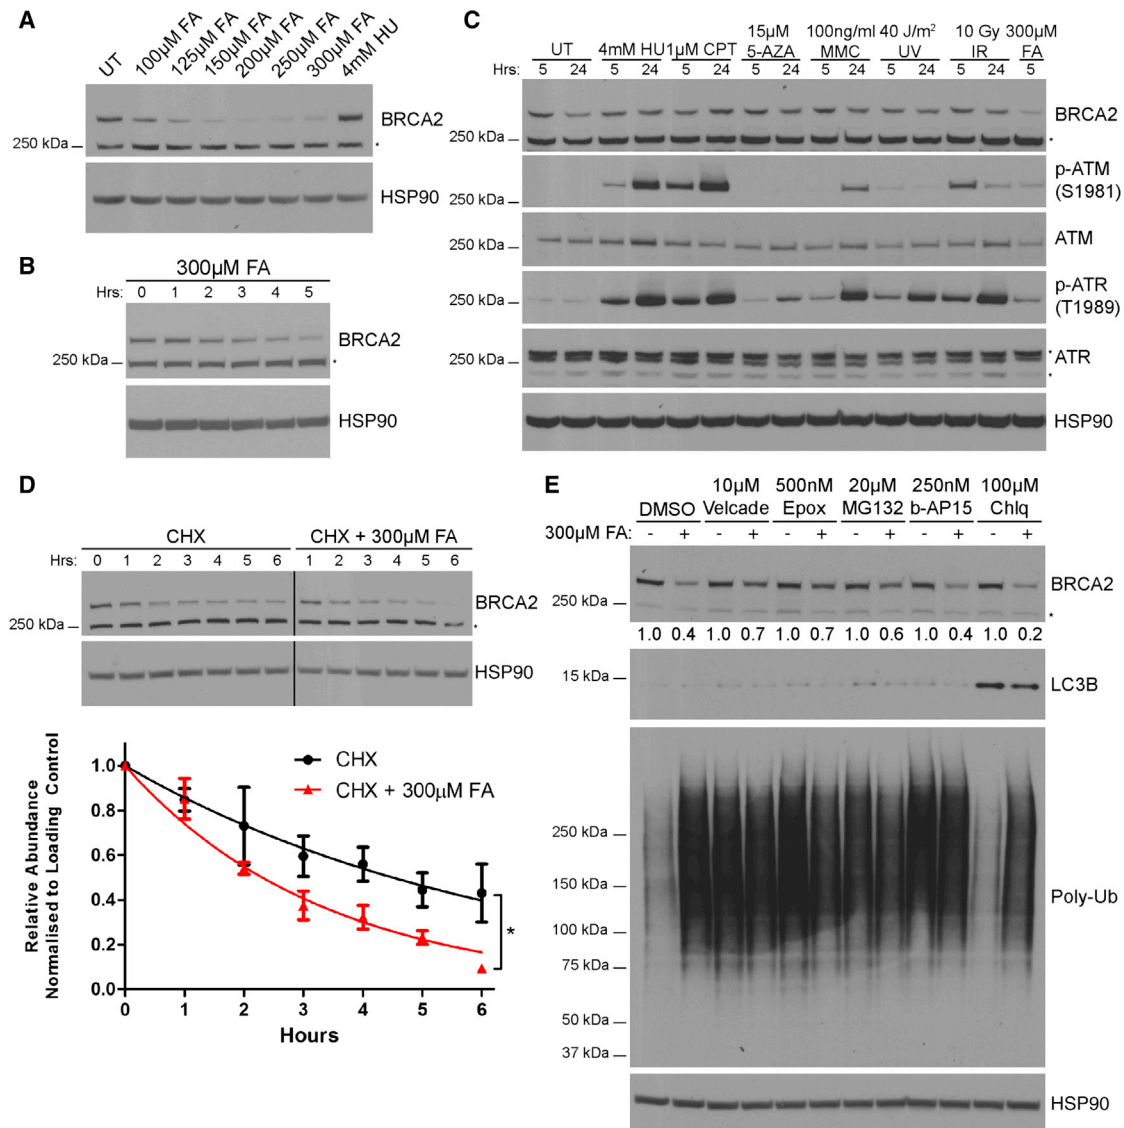 A
UT 100µM FA 125µM FA 150µM FA 200µM FA 250µM FA 300µM FA 4mM HU
BRCA2
250 kDa
*
HSP90
B
300µM FA
Hrs: 0 1 2 3 4 5
BRCA2
250 kDa
*
HSP90
C
UT 4mM HU 1µM CPT 15µM 5-AZA 100ng/ml MMC 40 J/m² UV 10 Gy IR 300µM FA
Hrs: 5 24 5 24 5 24 5 24 5 24 5 24 5 24 5
BRCA2
250 kDa
*
p-ATM
(S1981)
250 kDa
ATM
250 kDa
p-ATR
(T1989)
250 kDa
* ATR
250 kDa
*
HSP90
D
CHX CHX + 300µM FA
Hrs: 0 1 2 3 4 5 6 1 2 3 4 5 6
BRCA2
250 kDa
*
HSP90
Relative Abundance
Normalised to Loading Control
1.0
0.8
0.6
0.4
0.2
0.0
CHX
CHX + 300µM FA
*
0 1 2 3 4 5 6
Hours
E
DMSO 10µM Velcade 500nM Epox 20µM MG132 250nM b-AP15 100µM Chlq
300µM FA: - + - + - + - + - + - +
BRCA2
250 kDa
*
1.0 0.4 1.0 0.7 1.0 0.7 1.0 0.6 1.0 0.4 1.0 0.2
15 kDa
LC3B
250 kDa
150 kDa
Poly-Ub
100 kDa
75 kDa
50 kDa
37 kDa
HSP90